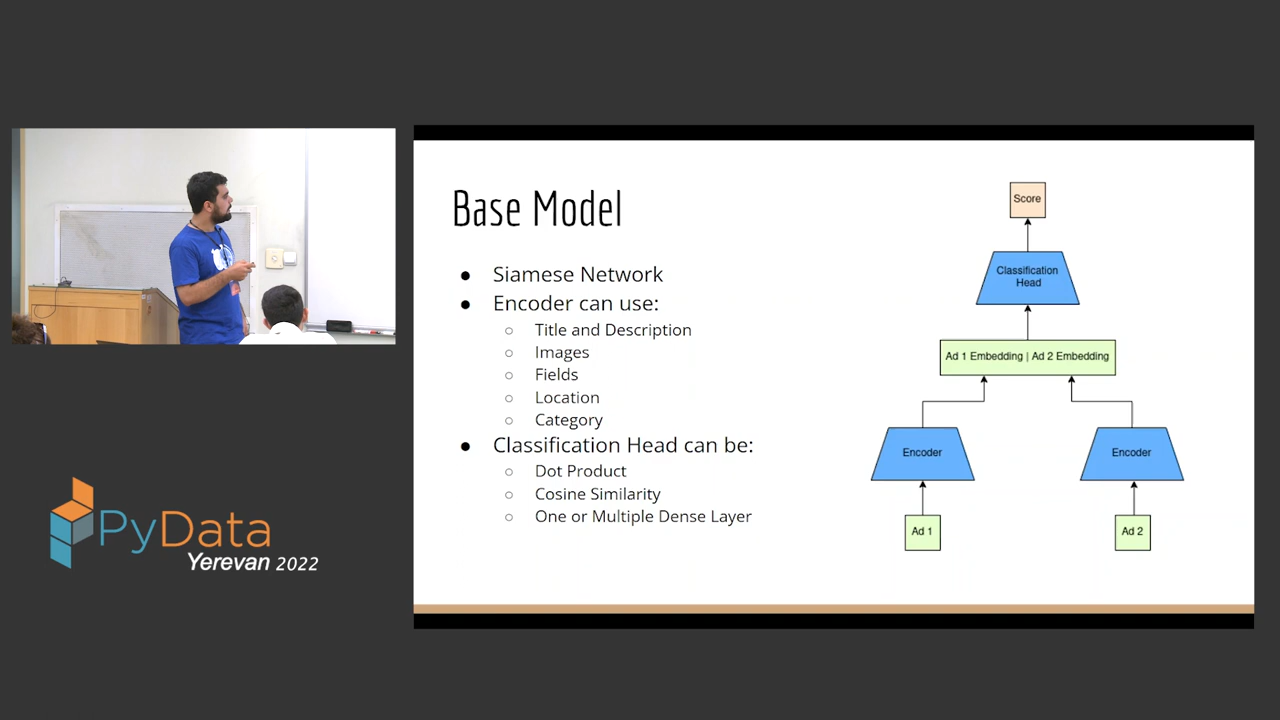 Base Model
Siamese Network
Encoder can use:
Title and Description
Images
Fields
Location
Category
Classification Head can be:
Dot Product
Cosine Similarity
One or Multiple Dense Layer
Score
Classification
Head
Ad 1 Embedding | Ad 2 Embedding
Encoder
Encoder
Ad 1
Ad 2
PyData
Yerevan 2022